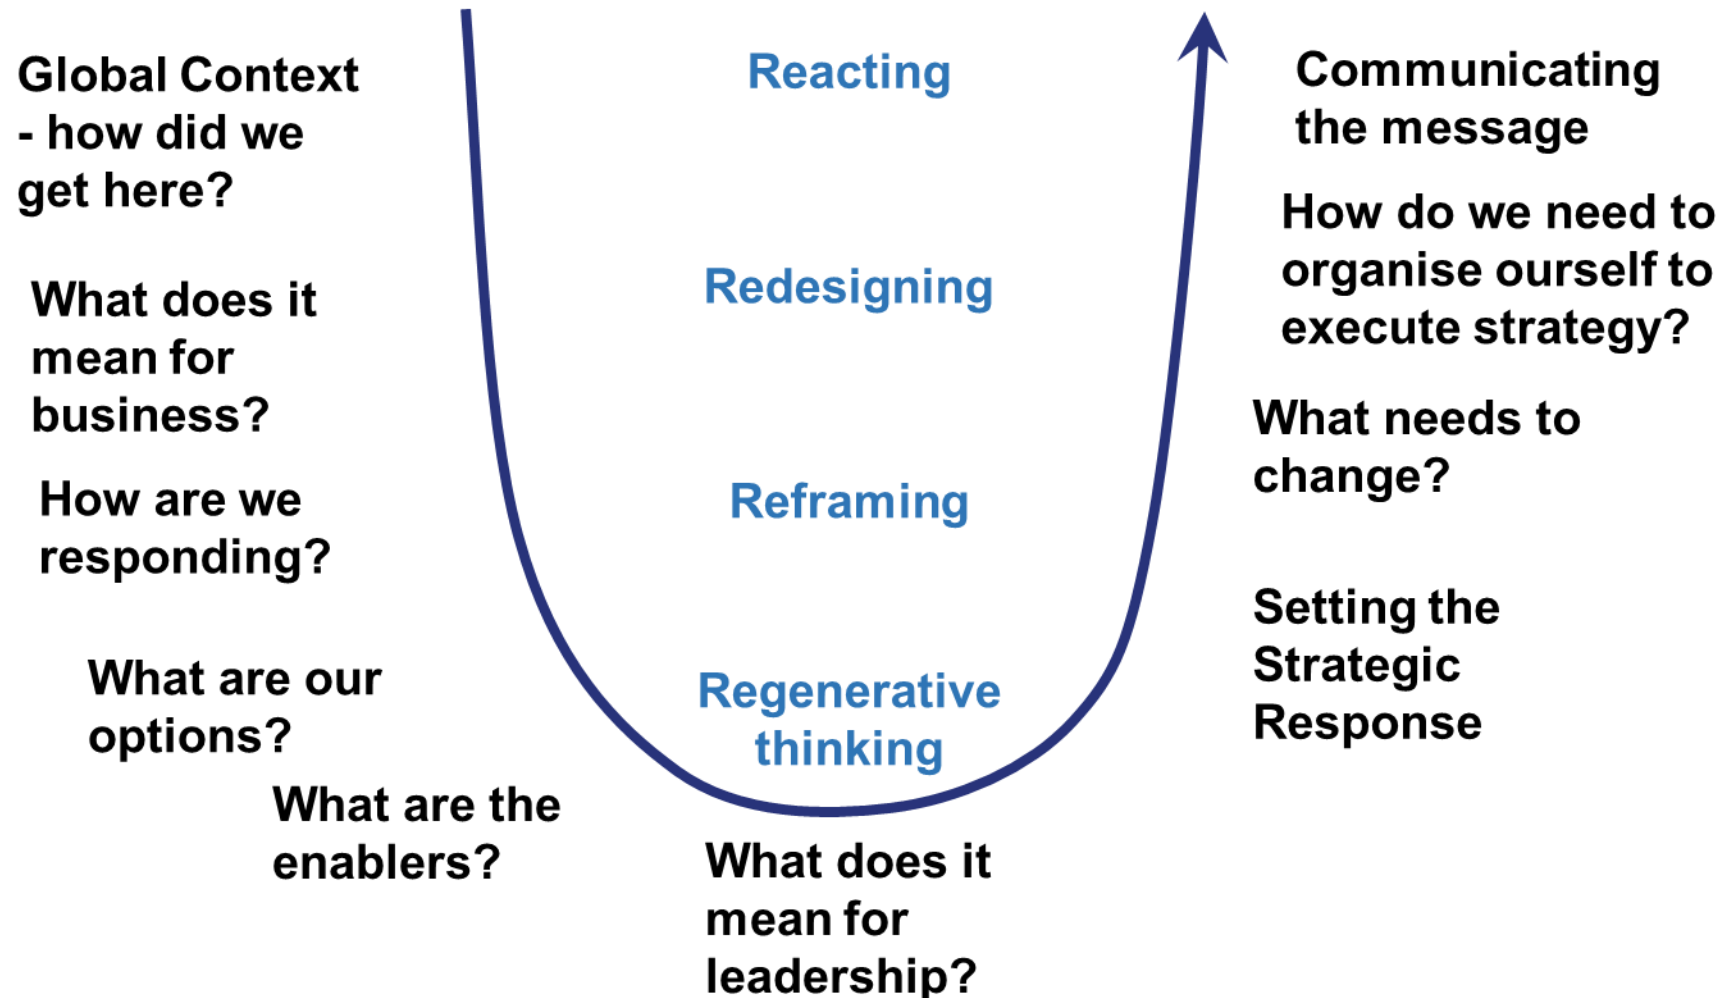 Global Context
- how did we
get here?
What does it
mean for
business?
How are we
responding?
What are our
options?
What are the
enablers?
What does it
mean for
leadership?
Reacting
Redesigning
Reframing
Regenerative
thinking
Communicating
the message
How do we need to
organise ourself to
execute strategy?
What needs to
change?
Setting the
Strategic
Response